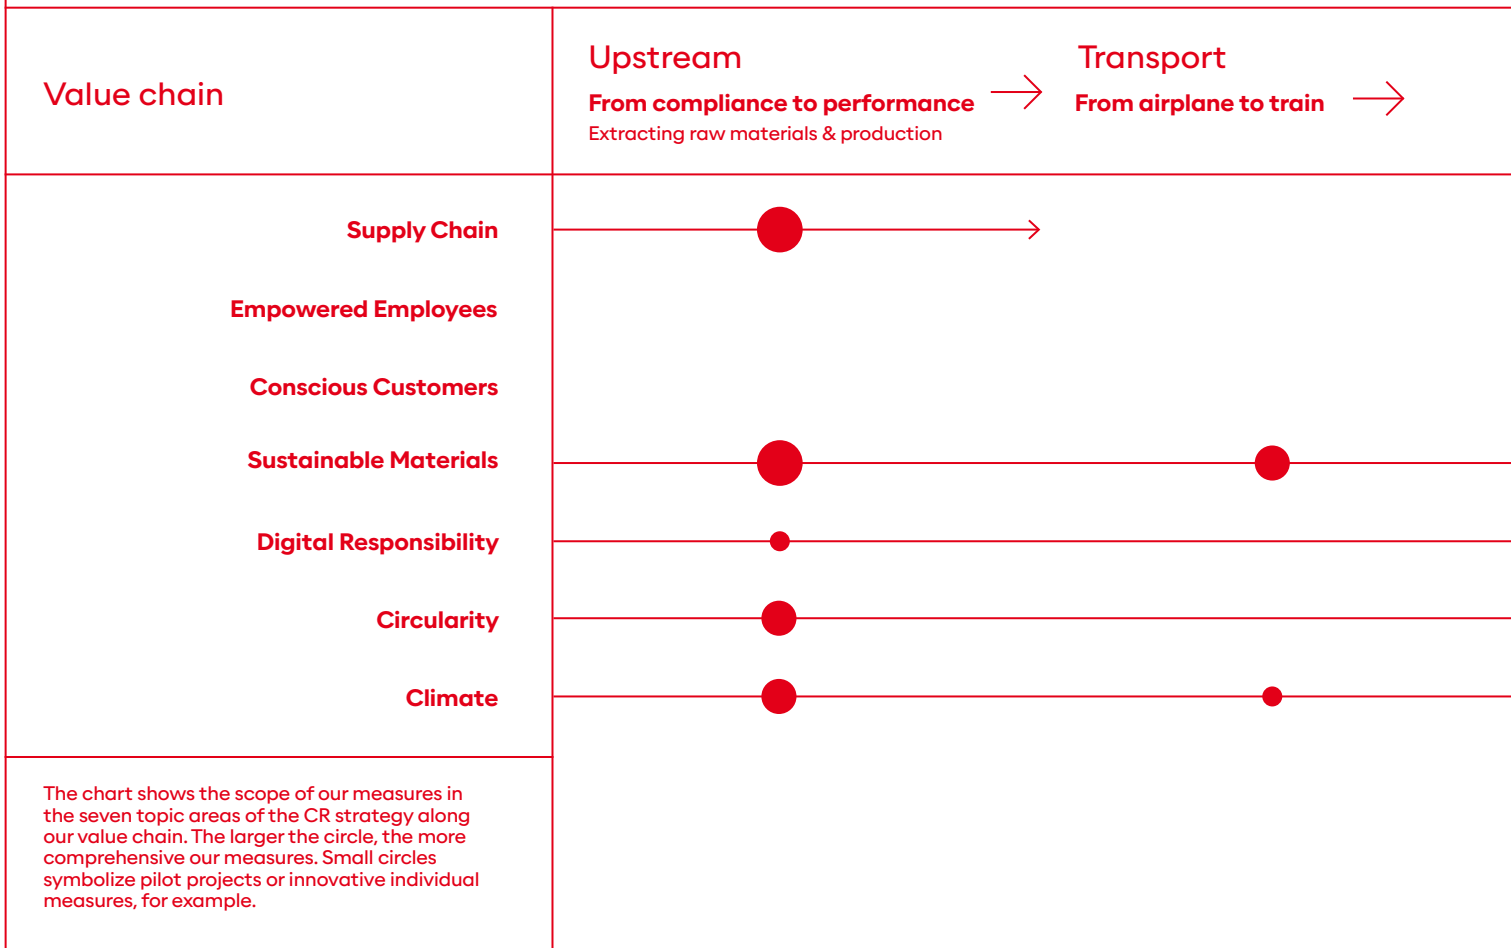 Value chain
Upstream
From compliance to performance
Extracting raw materials & production
Transport
From airplane to train
Supply Chain
Empowered Employees
Conscious Customers
Sustainable Materials
Digital Responsibility
Circularity
Climate
The chart shows the scope of our measures in
the seven topic areas of the CR strategy along
our value chain. The larger the circle, the more
comprehensive our measures. Small circles
symbolize pilot projects or innovative individual
measures, for example.